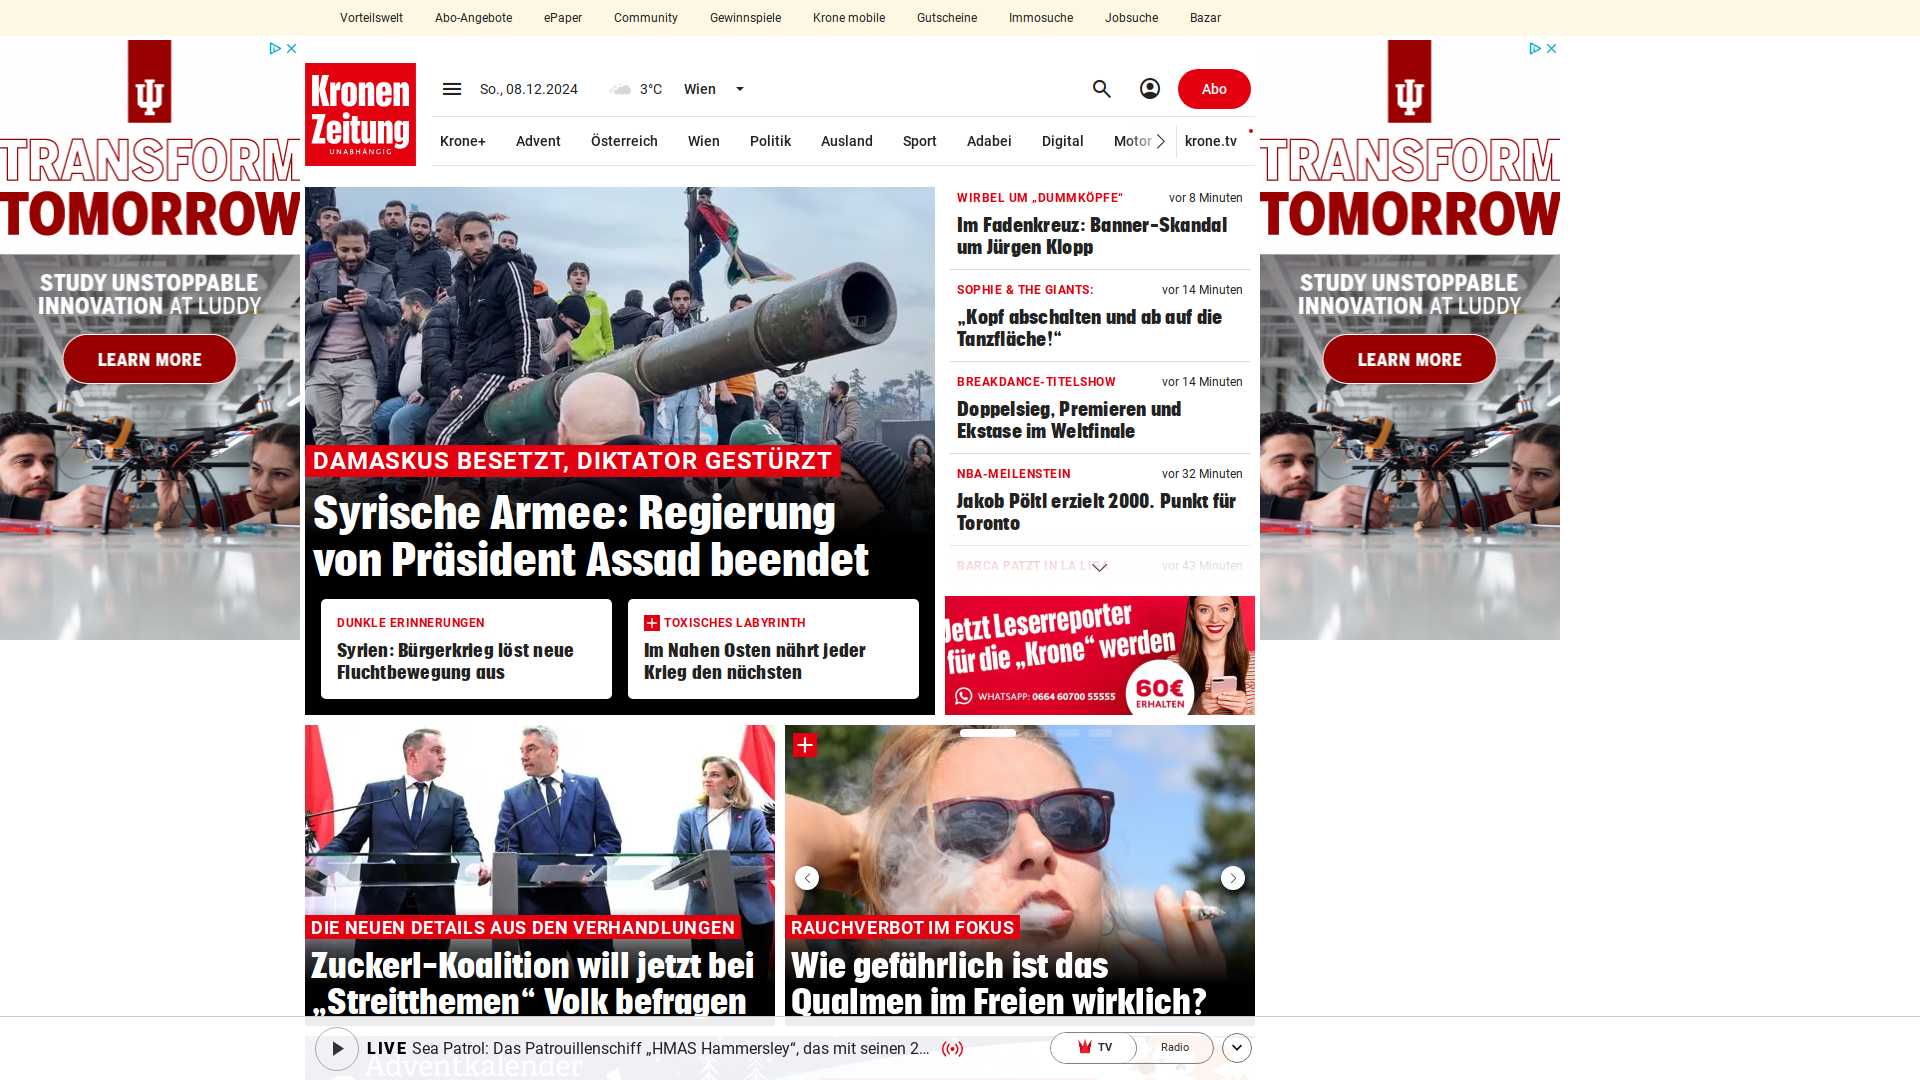 Vorteilswelt Abo-Angebote ePaper Community Gewinnspiele Krone mobile Gutscheine Immosuche Jobsuche Bazar
Kronen
Zeitung
UNABHÄNGIG
So., 08.12.2024 3°C Wien Abo
Krone+ Advent Österreich Wien Politik Ausland Sport Adabei Digital Motor krone.tv
TRANSFORM
TOMORROW
STUDY UNSTOPPABLE
INNOVATION AT LUDDY
LEARN MORE
DAMASKUS BESETZT, DIKTATOR GESTÜRZT
Syrische Armee: Regierung
von Präsident Assad beendet
DUNKLE ERINNERUNGEN
Syrien: Bürgerkrieg löst neue
Fluchtbewegung aus
TOXISCHES LABYRINTH
Im Nahen Osten nährt jeder
Krieg den nächsten
WIRBEL UM „DUMMKÖPFE“ vor 8 Minuten
Im Fadenkreuz: Banner-Skandal
um Jürgen Klopp
SOPHIE & THE GIANTS: vor 14 Minuten
„Kopf abschalten und ab auf die
Tanzfläche!“
BREAKDANCE-TITELSHOW vor 14 Minuten
Doppelsieg, Premieren und
Ekstase im Weltfinale
NBA-MEILENSTEIN vor 32 Minuten
Jakob Pöltl erzielt 2000. Punkt für
Toronto
BARCA PATZT IN LA LIGA vor 43 Minuten
Jetzt Leserreporter
für die „Krone“ werden
WHATSAPP: 0664 60700 55555
60€
ERHALTEN
TRANSFORM
TOMORROW
STUDY UNSTOPPABLE
INNOVATION AT LUDDY
LEARN MORE
DIE NEUEN DETAILS AUS DEN VERHANDLUNGEN
Zuckerl-Koalition will jetzt bei
„Streitthemen“ Volk befragen
RAUCHVERBOT IM FOKUS
Wie gefährlich ist das
Qualmen im Freien wirklich?
LIVE Sea Patrol: Das Patrouillenschiff „HMAS Hammersley“, das mit seinen 2... TV Radio
Adventkalender